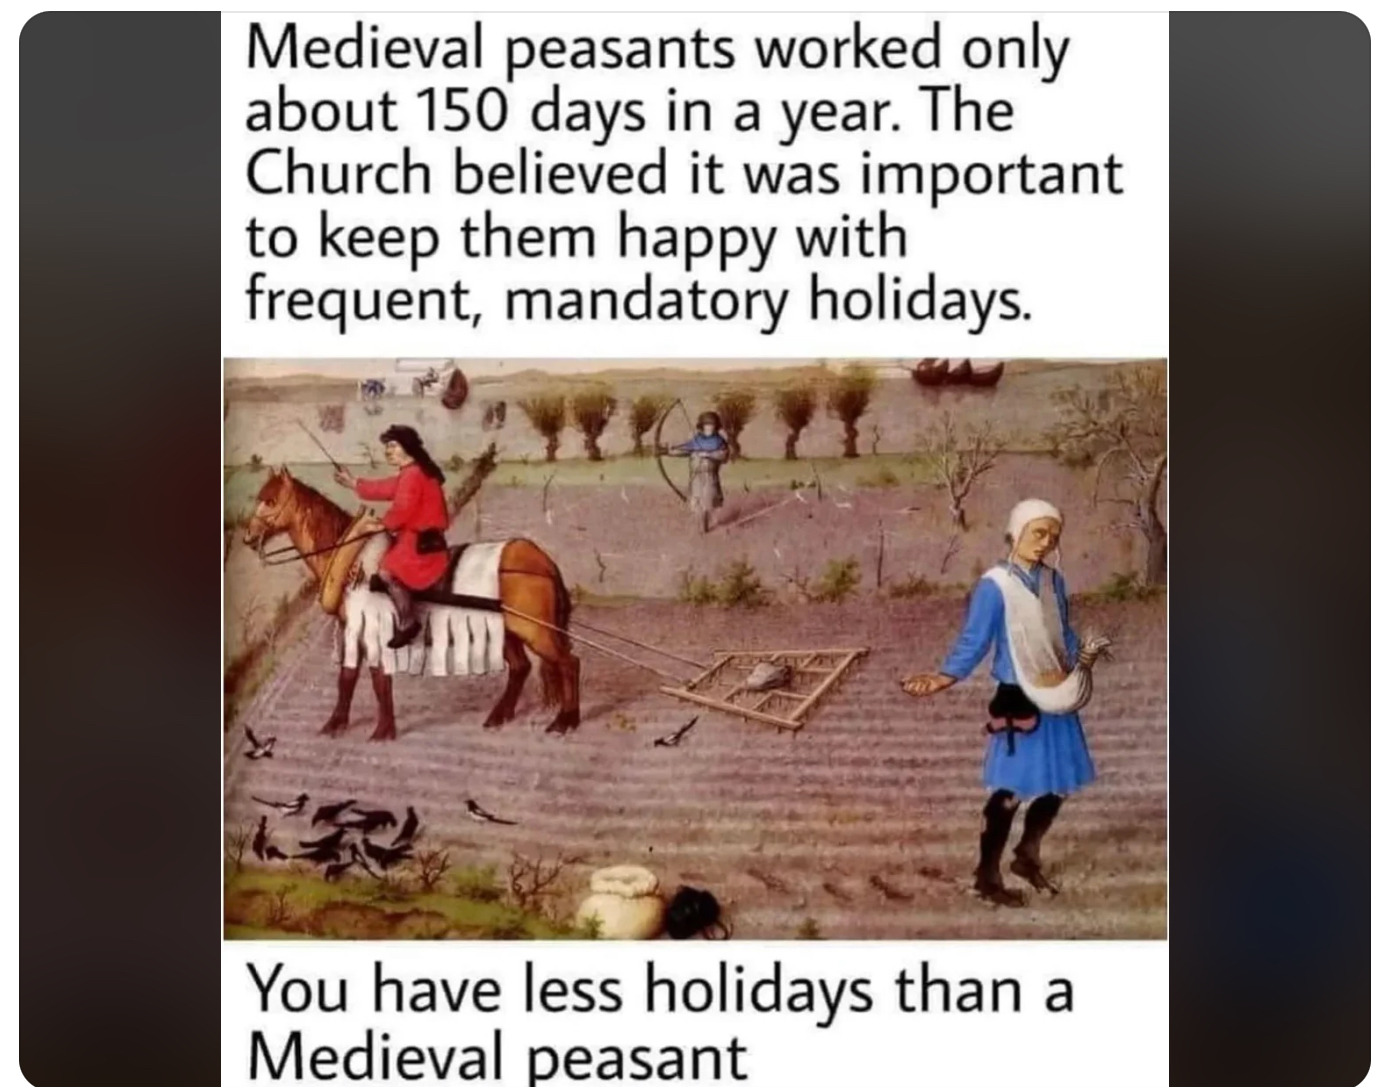 Medieval peasants worked only
about 150 days in a year. The
Church believed it was important
to keep them happy with
frequent, mandatory holidays.
You have less holidays than a
Medieval peasant